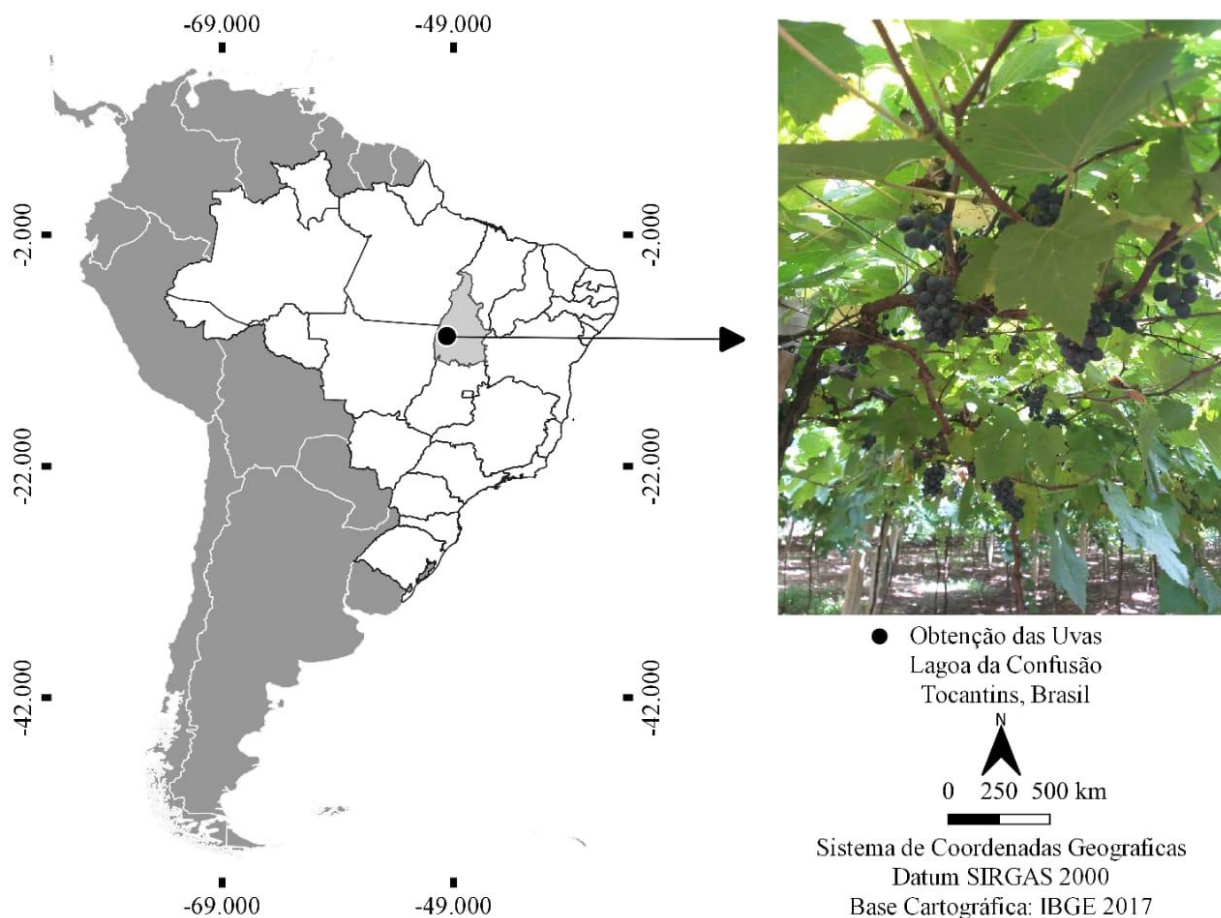 -69.000
-49.000
-2.000
-2.000
-22.000
-22.000
-42.000
-42.000
-69.000
-49.000
● Obtenção das Uvas
Lagoa da Confusão
Tocantins, Brasil
N
0 250 500 km
Sistema de Coordenadas Geograficas
Datum SIRGAS 2000
Base Cartográfica: IBGE 2017